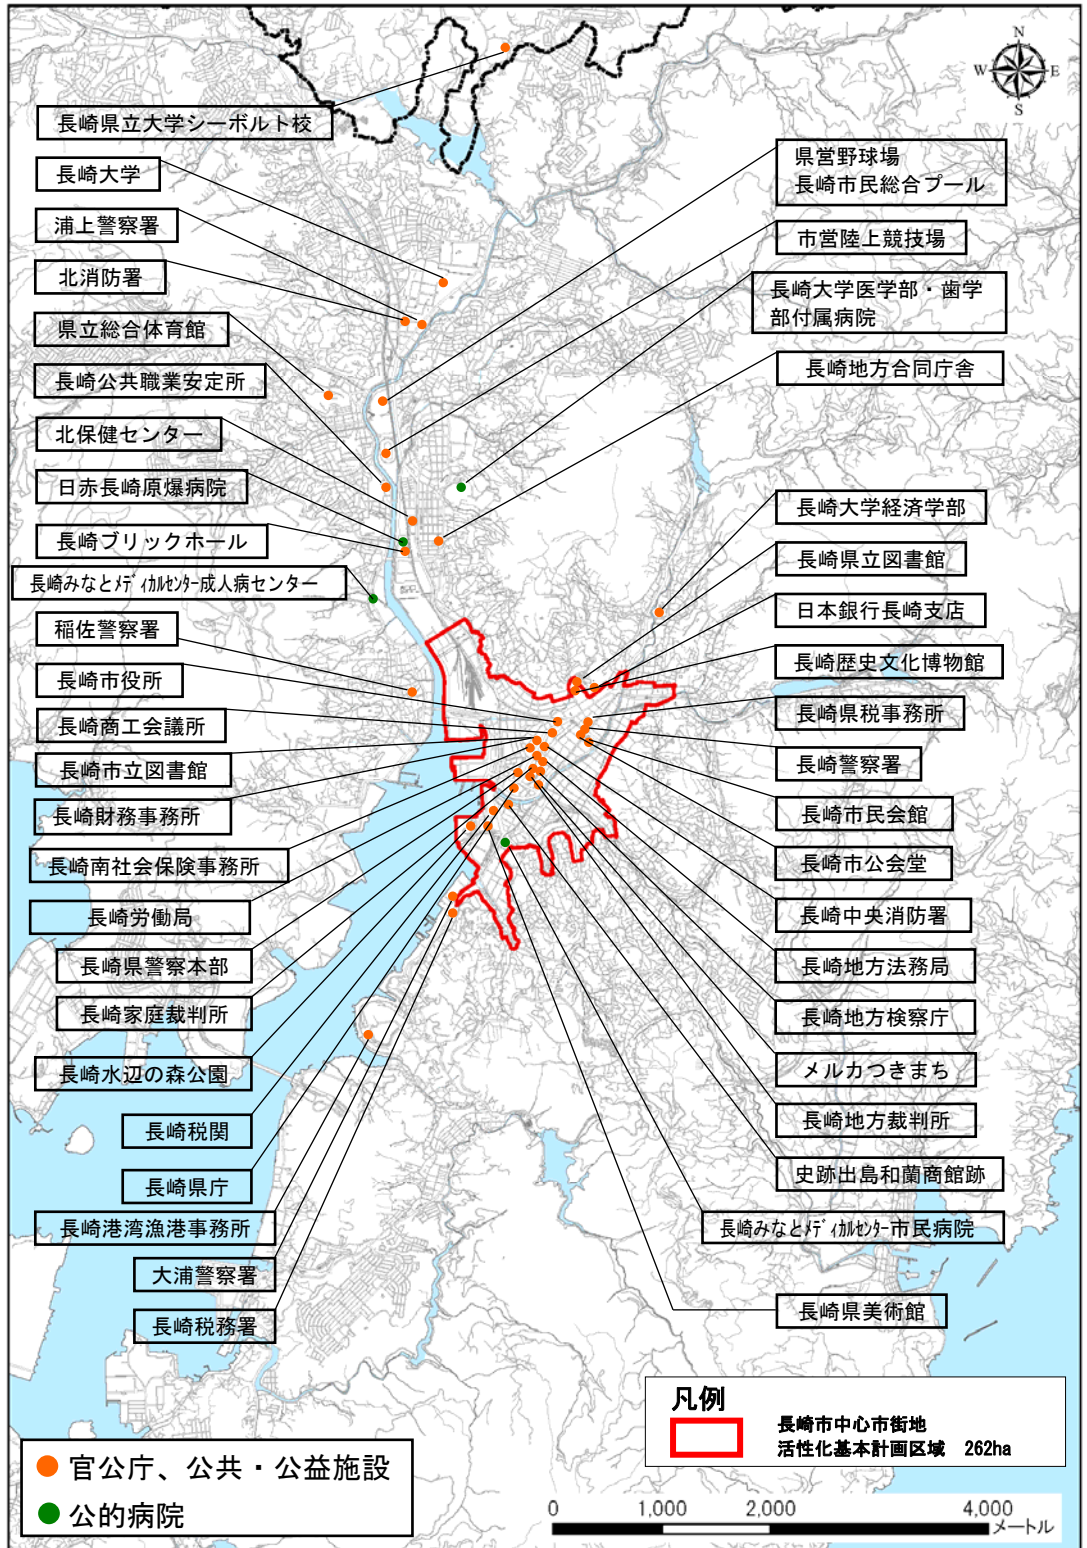 N
W
E
S
長崎県立大学シーボルト校
長崎大学
浦上警察署
北消防署
県立総合体育館
長崎公共職業安定所
北保健センター
日赤長崎原爆病院
長崎ブリックホール
長崎みなとメディカルセンター成人病センター
稲佐警察署
長崎市役所
長崎商工会議所
長崎市立図書館
長崎財務事務所
長崎南社会保険事務所
長崎労働局
長崎県警察本部
長崎家庭裁判所
長崎水辺の森公園
長崎税関
長崎県庁
長崎港湾漁港事務所
大浦警察署
長崎税務署
県営野球場
長崎市民総合プール
市営陸上競技場
長崎大学医学部・歯学
部付属病院
長崎地方合同庁舎
長崎大学経済学部
長崎県立図書館
日本銀行長崎支店
長崎歴史文化博物館
長崎県税事務所
長崎警察署
長崎市民会館
長崎市公会堂
長崎中央消防署
長崎地方法務局
長崎地方検察庁
メルカつきまち
長崎地方裁判所
史跡出島和蘭商館跡
長崎みなとメディカルセンター市民病院
長崎県美術館
凡例
長崎市中心市街地
活性化基本計画区域 262ha
官公庁、公共・公益施設
公的病院
0 1,000 2,000 4,000
メートル